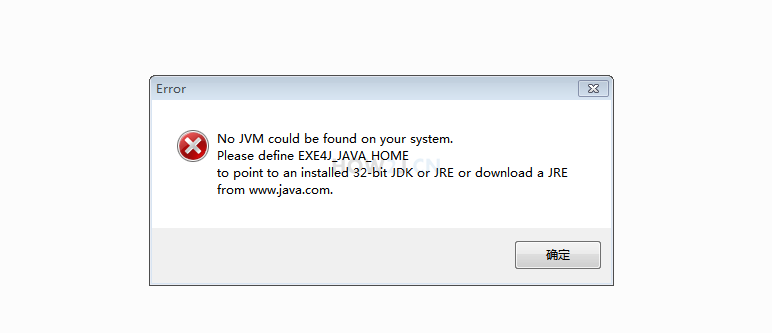 Error
No JVM could be found on your system.
Please define EXE4J_JAVA_HOME
to point to an installed 32-bit JDK or JRE or download a JRE
from www.java.com.
确定